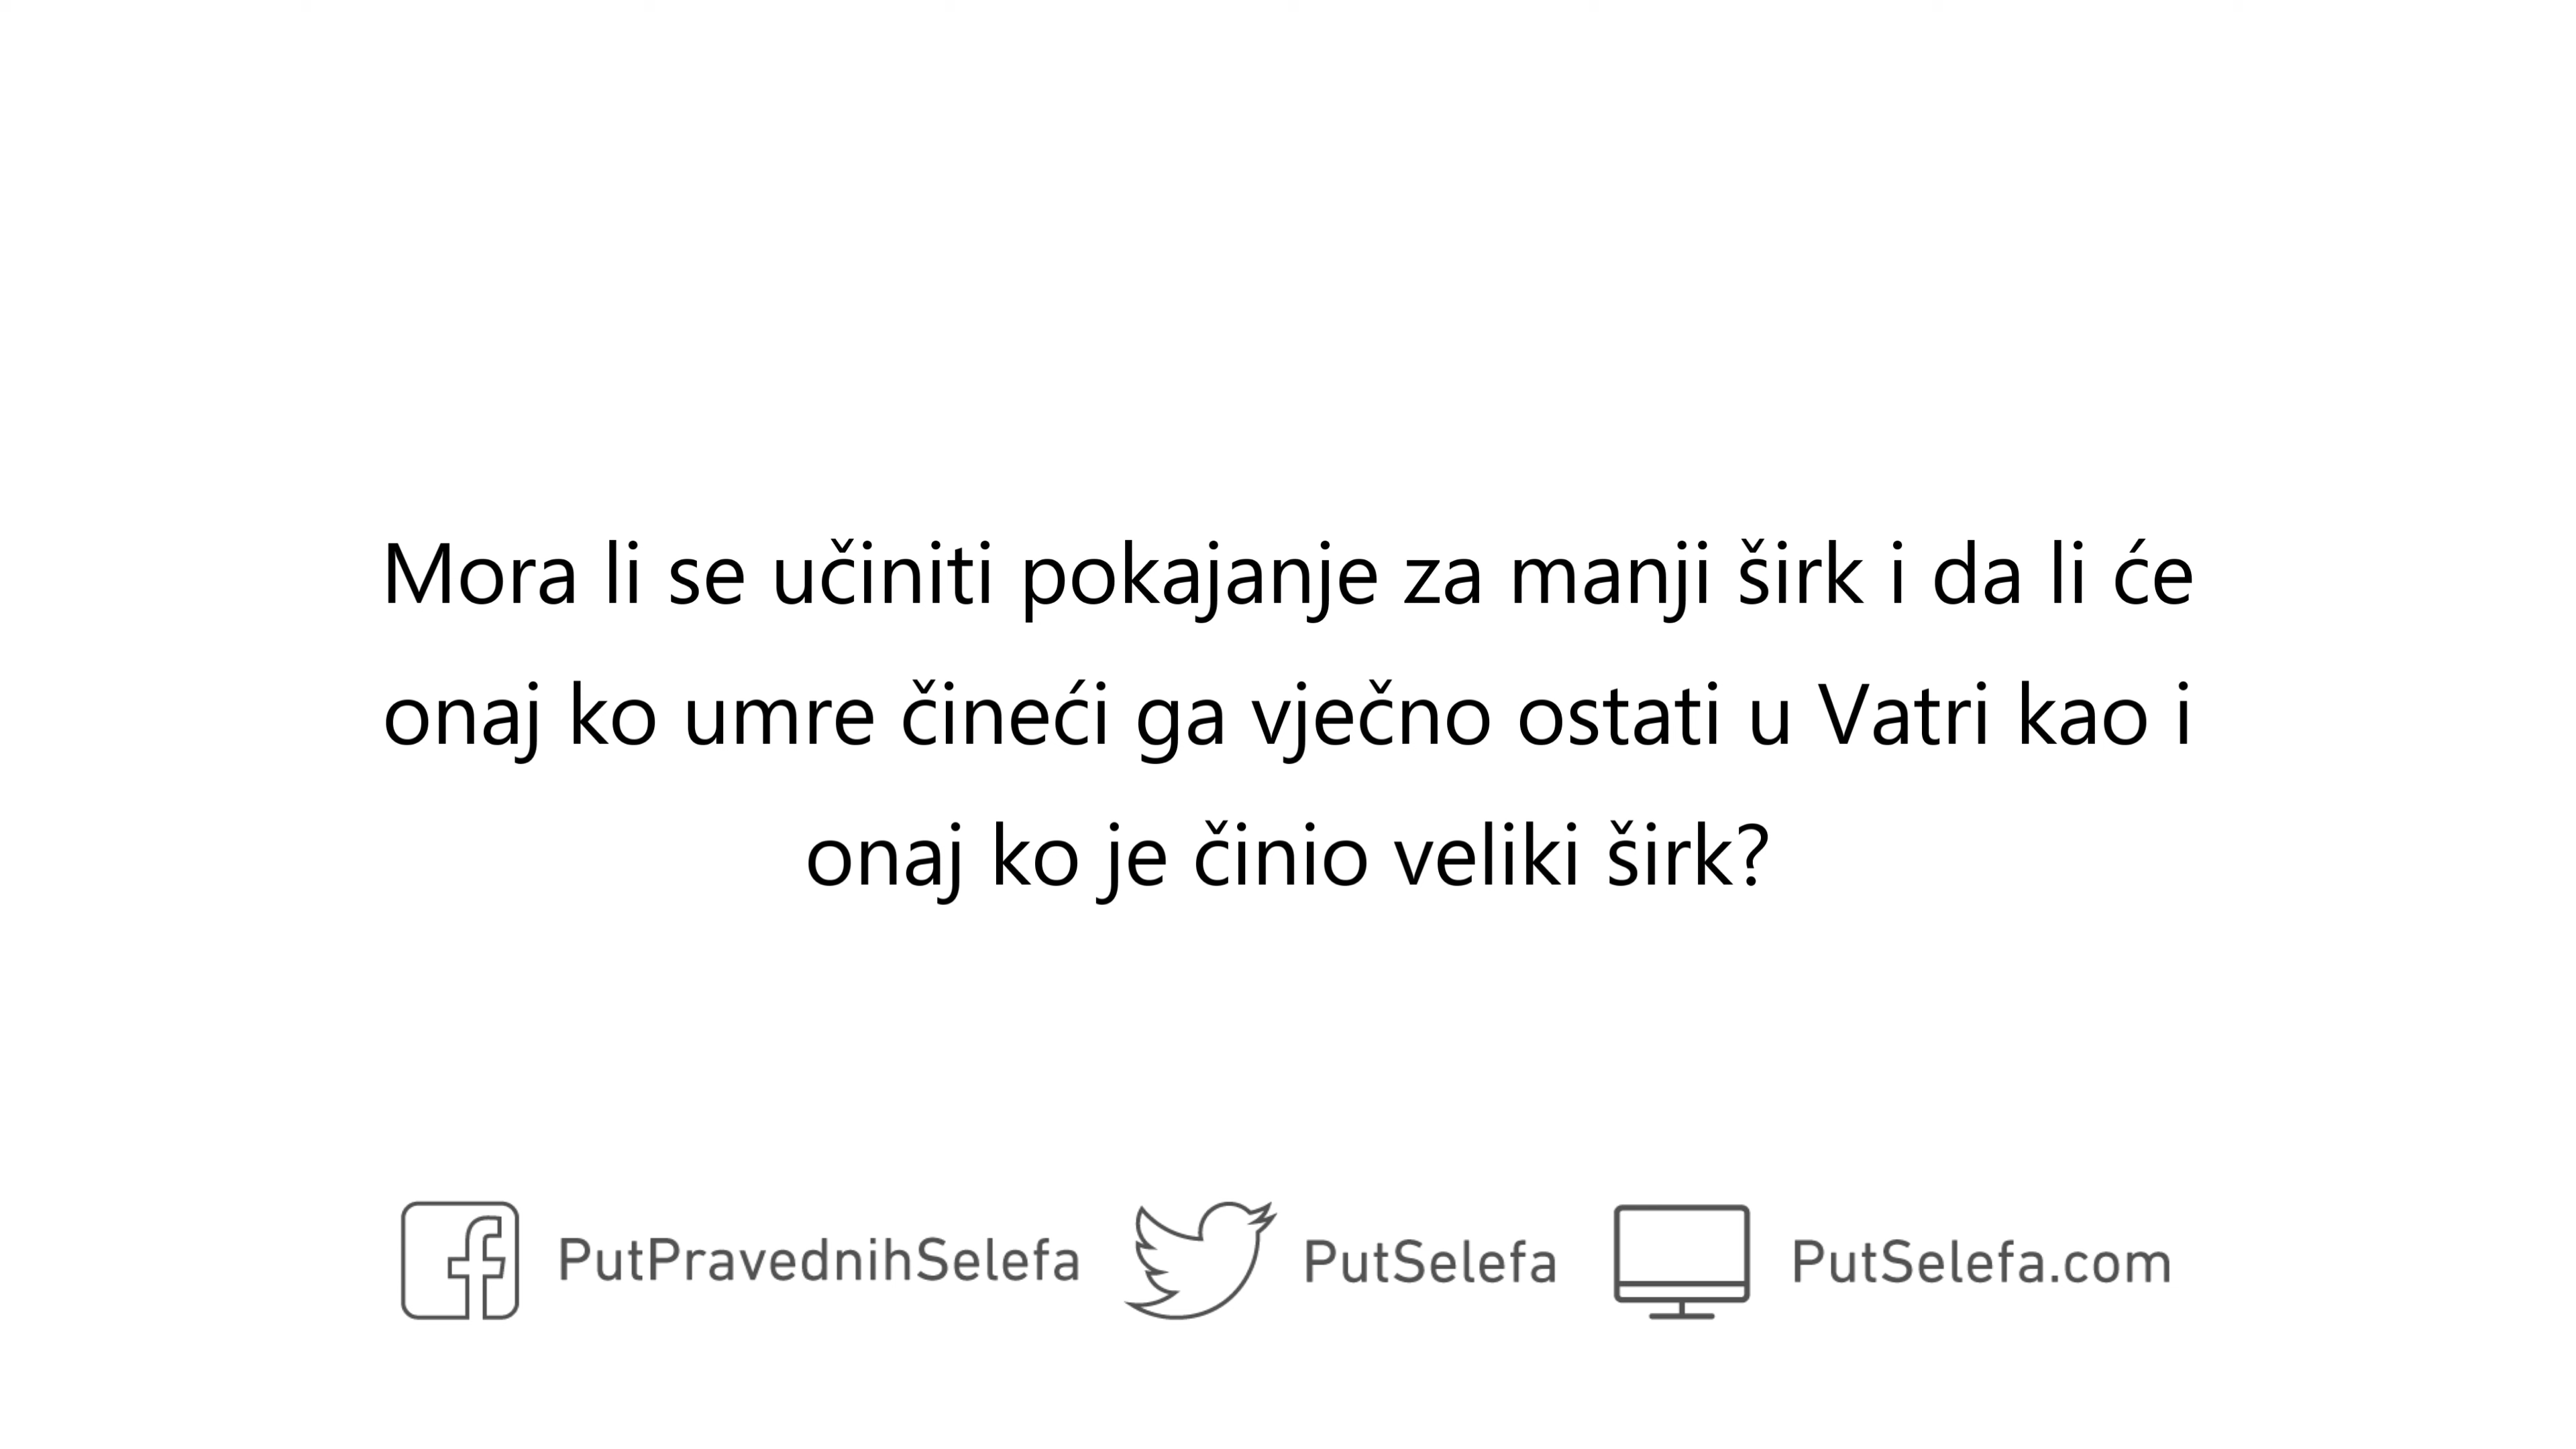 Mora li se učiniti pokajanje za manji širk i da li će
onaj ko umre čineći ga vječno ostati u Vatri kao i
onaj ko je činio veliki širk?
PutPravednihSelefa PutSelefa PutSelefa.com